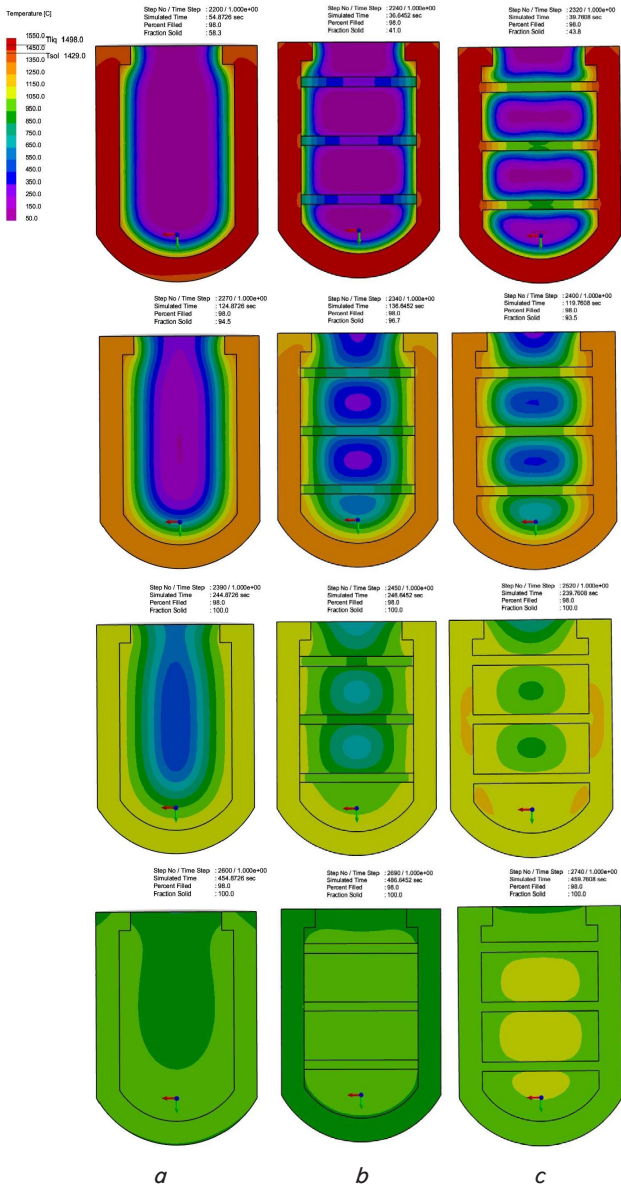 Temperature [C]
1550.0
Tliq 1498.0
1450.0
Tsol 1429.0
1350.0
1250.0
1150.0
1050.0
950.0
850.0
750.0
650.0
550.0
450.0
350.0
250.0
150.0
50.0
Step No / Time Step : 2200 / 1.000e+00
Simulated Time : 54.8726 sec
Percent Filled : 98.0
Fraction Solid : 58.3
Step No / Time Step : 2240 / 1.000e+00
Simulated Time : 36.6452 sec
Percent Filled : 98.0
Fraction Solid : 41.0
Step No / Time Step : 2320 / 1.000e+00
Simulated Time : 39.7608 sec
Percent Filled : 98.0
Fraction Solid : 43.8
Step No / Time Step : 2270 / 1.000e+00
Simulated Time : 124.8726 sec
Percent Filled : 98.0
Fraction Solid : 94.5
Step No / Time Step : 2340 / 1.000e+00
Simulated Time : 136.6452 sec
Percent Filled : 98.0
Fraction Solid : 96.7
Step No / Time Step : 2400 / 1.000e+00
Simulated Time : 119.7608 sec
Percent Filled : 98.0
Fraction Solid : 93.5
Step No / Time Step : 2390 / 1.000e+00
Simulated Time : 244.8726 sec
Percent Filled : 98.0
Fraction Solid : 100.0
Step No / Time Step : 2450 / 1.000e+00
Simulated Time : 246.6452 sec
Percent Filled : 98.0
Fraction Solid : 100.0
Step No / Time Step : 2520 / 1.000e+00
Simulated Time : 239.7608 sec
Percent Filled : 98.0
Fraction Solid : 100.0
Step No / Time Step : 2600 / 1.000e+00
Simulated Time : 454.8726 sec
Percent Filled : 98.0
Fraction Solid : 100.0
Step No / Time Step : 2690 / 1.000e+00
Simulated Time : 486.6452 sec
Percent Filled : 98.0
Fraction Solid : 100.0
Step No / Time Step : 2740 / 1.000e+00
Simulated Time : 459.7608 sec
Percent Filled : 98.0
Fraction Solid : 100.0
a b c